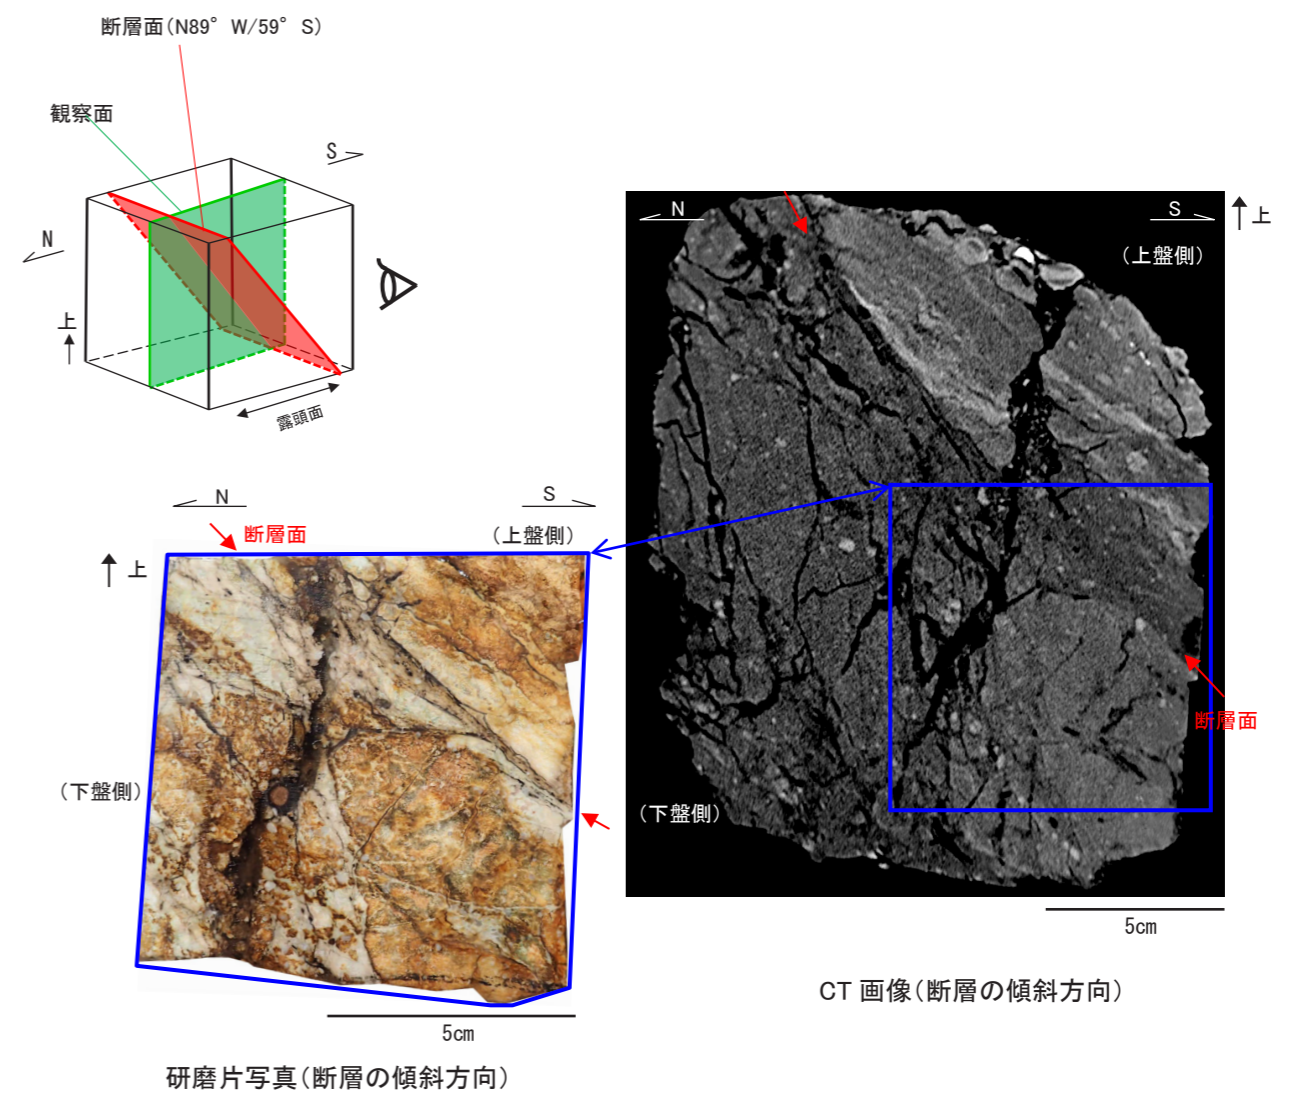 断層面(N89°W/59°S)
観察面
S
N
上
露頭面
N
S
断層面
(上盤側)
上
(下盤側)
5cm
研磨片写真(断層の傾斜方向)
N
S
上
(上盤側)
断層面
(下盤側)
5cm
CT 画像(断層の傾斜方向)